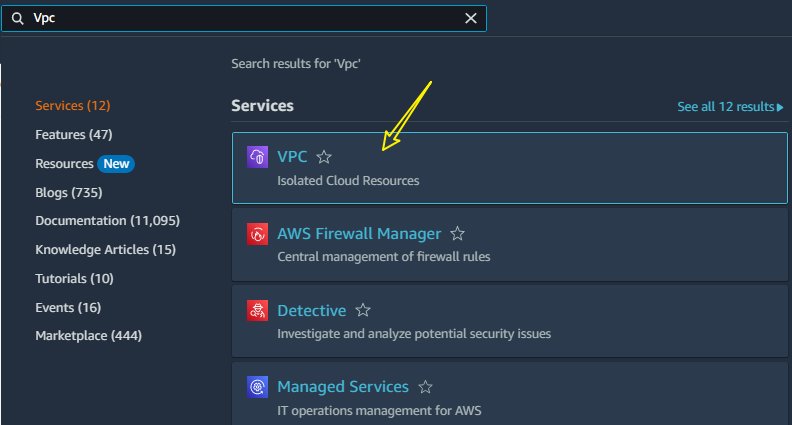 Vpc
Search results for 'Vpc'
Services (12)
Features (47)
Resources New
Blogs (735)
Documentation (11,095)
Knowledge Articles (15)
Tutorials (10)
Events (16)
Marketplace (444)
Services
See all 12 results
VPC
Isolated Cloud Resources
AWS Firewall Manager
Central management of firewall rules
Detective
Investigate and analyze potential security issues
Managed Services
IT operations management for AWS